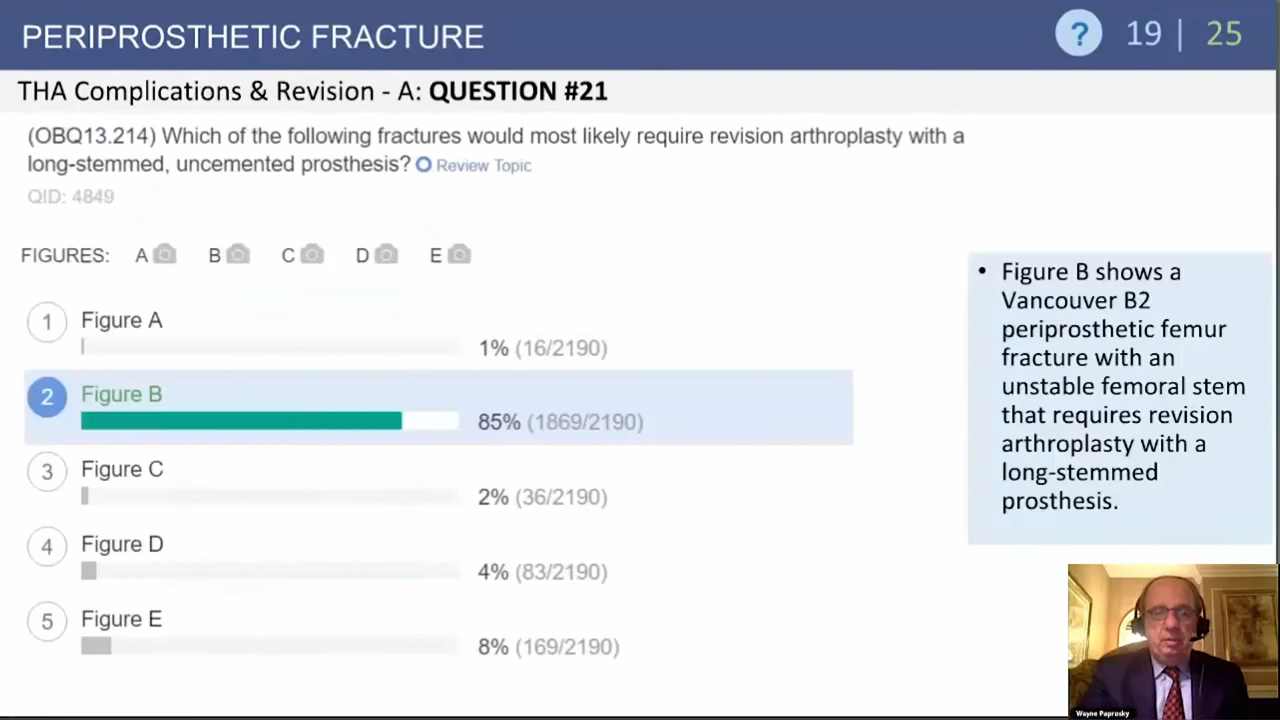 PERIPROSTHETIC FRACTURE
? 19 | 25
THA Complications & Revision - A: QUESTION #21
(OBQ13.214) Which of the following fractures would most likely require revision arthroplasty with a
long-stemmed, uncemented prosthesis? Review Topic
QID: 4849
FIGURES: A B C D E
1 Figure A
1% (16/2190)
2 Figure B
85% (1869/2190)
3 Figure C
2% (36/2190)
4 Figure D
4% (83/2190)
5 Figure E
8% (169/2190)
• Figure B shows a
Vancouver B2
periprosthetic femur
fracture with an
unstable femoral stem
that requires revision
arthroplasty with a
long-stemmed
prosthesis.
Wayne Paprosky